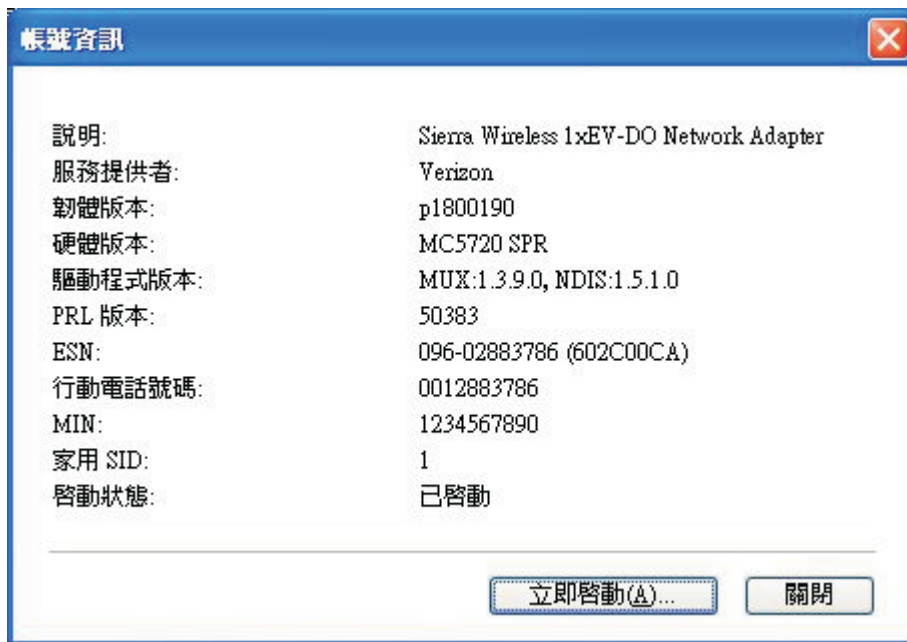 帳號資訊
說明: Sierra Wireless 1xEV-DO Network Adapter
服務提供者: Verizon
韌體版本: p1800190
硬體版本: MC5720 SPR
驅動程式版本: MUX:1.3.9.0, NDIS:1.5.1.0
PRL 版本: 50383
ESN: 096-02883786 (602C00CA)
行動電話號碼: 0012883786
MIN: 1234567890
家用 SID: 1
啓動狀態: 已啓動
立即啓動(A)... 關閉